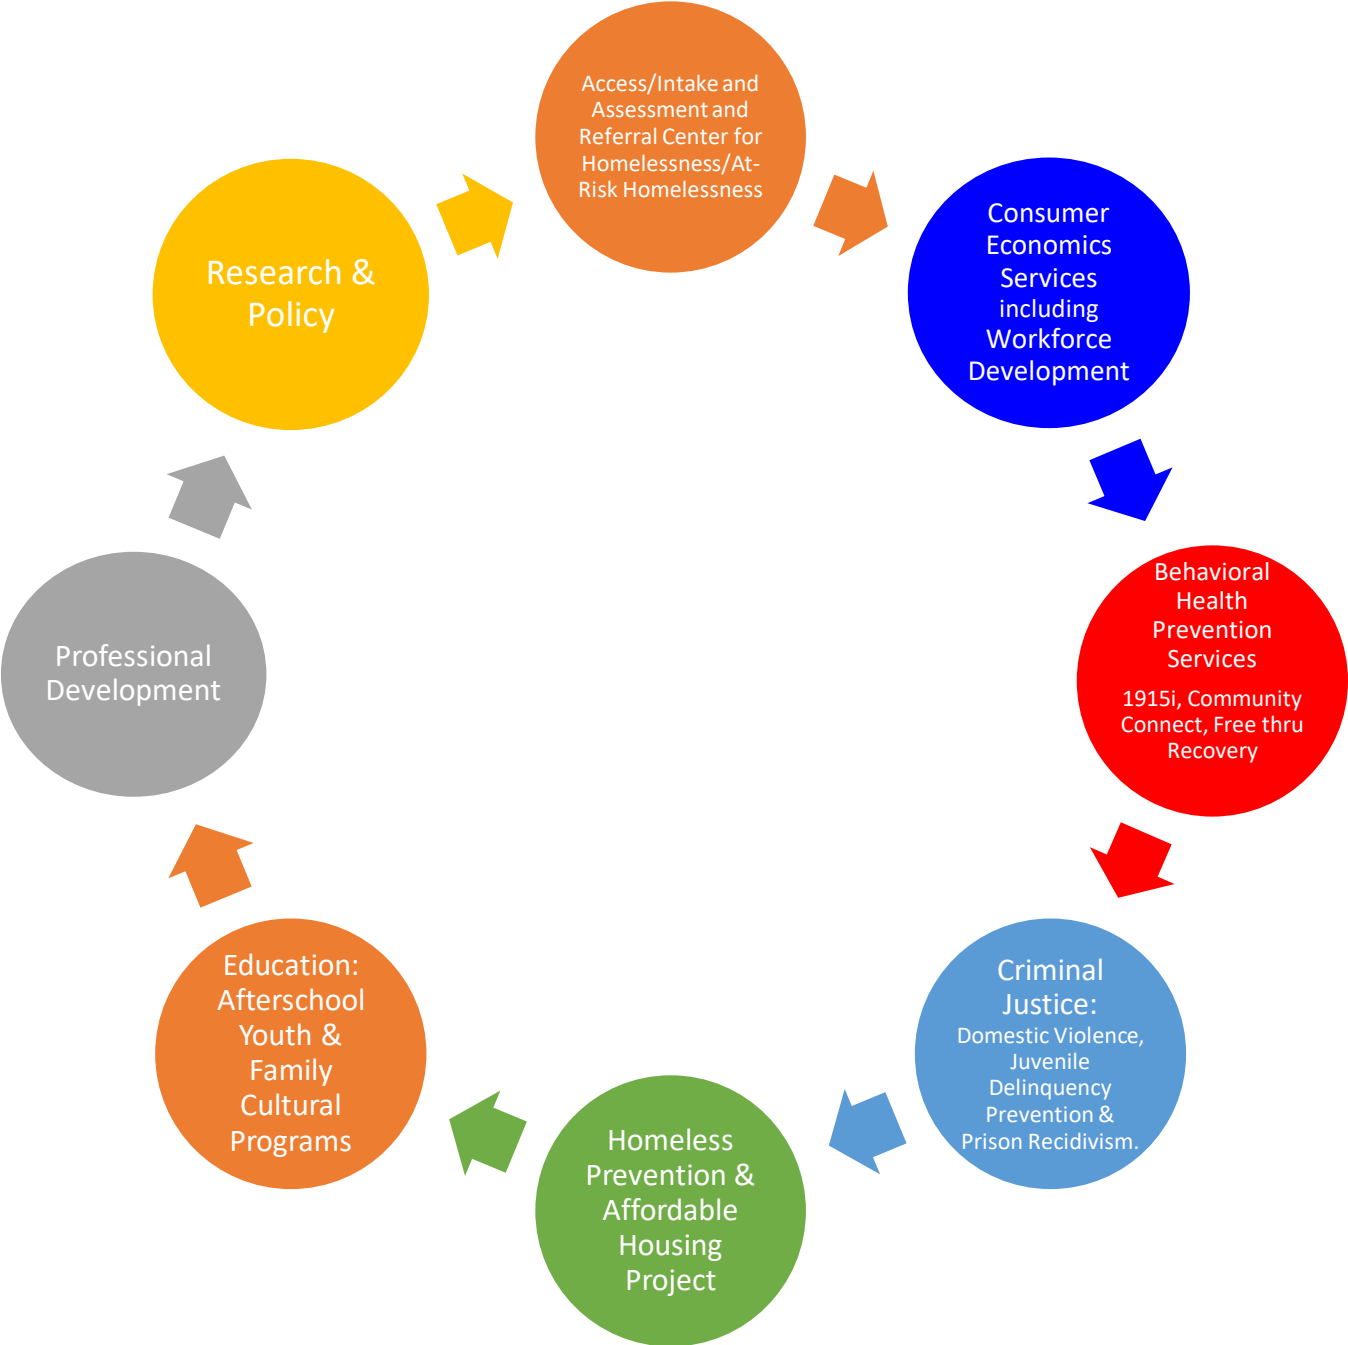 Access/Intake and
Assessment and
Referral Center for
Homelessness/At-
Risk Homelessness
Consumer
Economics
Services
including
Workforce
Development
Behavioral
Health
Prevention
Services
1915i, Community
Connect, Free thru
Recovery
Criminal
Justice:
Domestic Violence,
Juvenile
Delinquency
Prevention &
Prison Recidivism.
Homeless
Prevention &
Affordable
Housing
Project
Education:
Afterschool
Youth &
Family
Cultural
Programs
Professional
Development
Research &
Policy